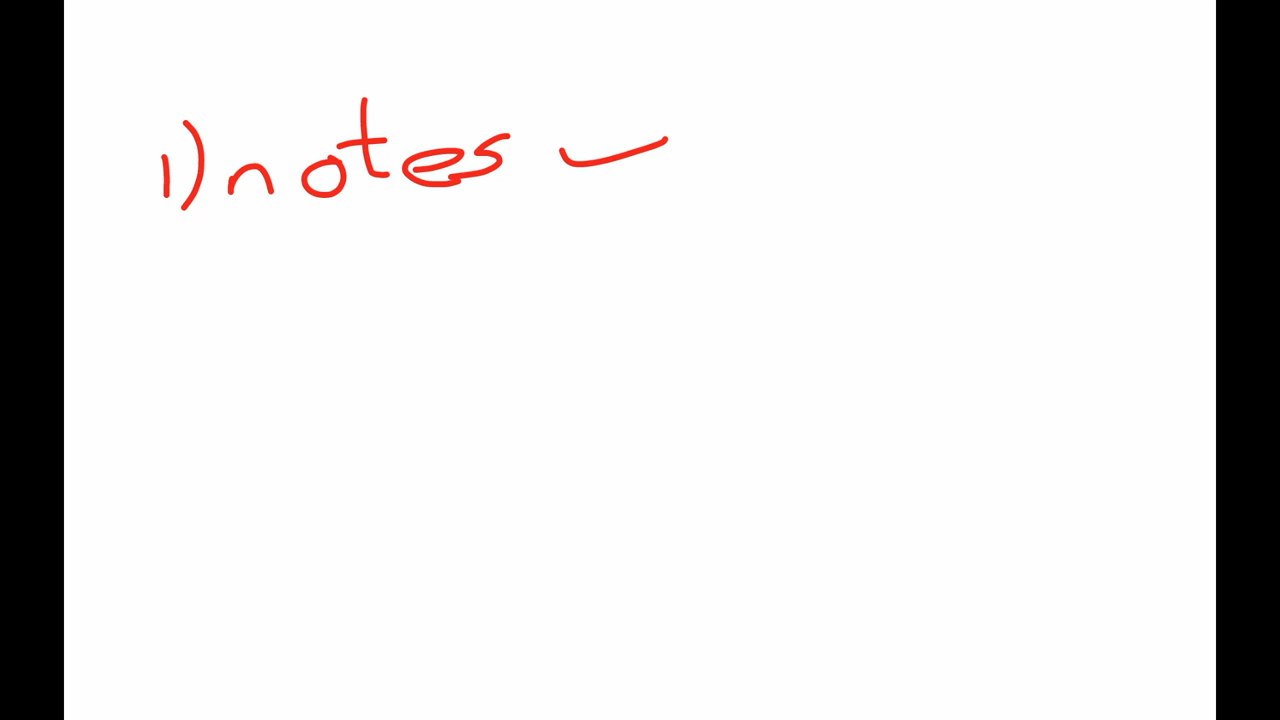 1) notes ✓